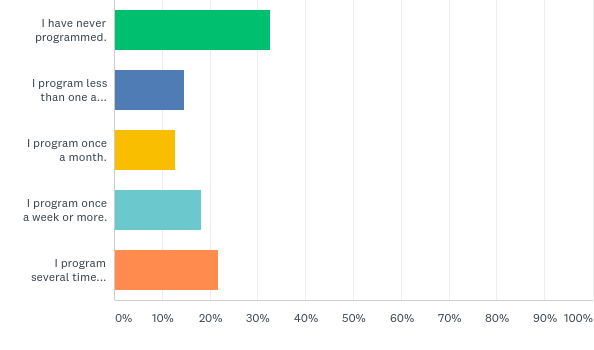 I have never
programmed.
I program less
than one a...
I program once
a month.
I program once
a week or more.
I program
several time...
0% 10% 20% 30% 40% 50% 60% 70% 80% 90% 100%